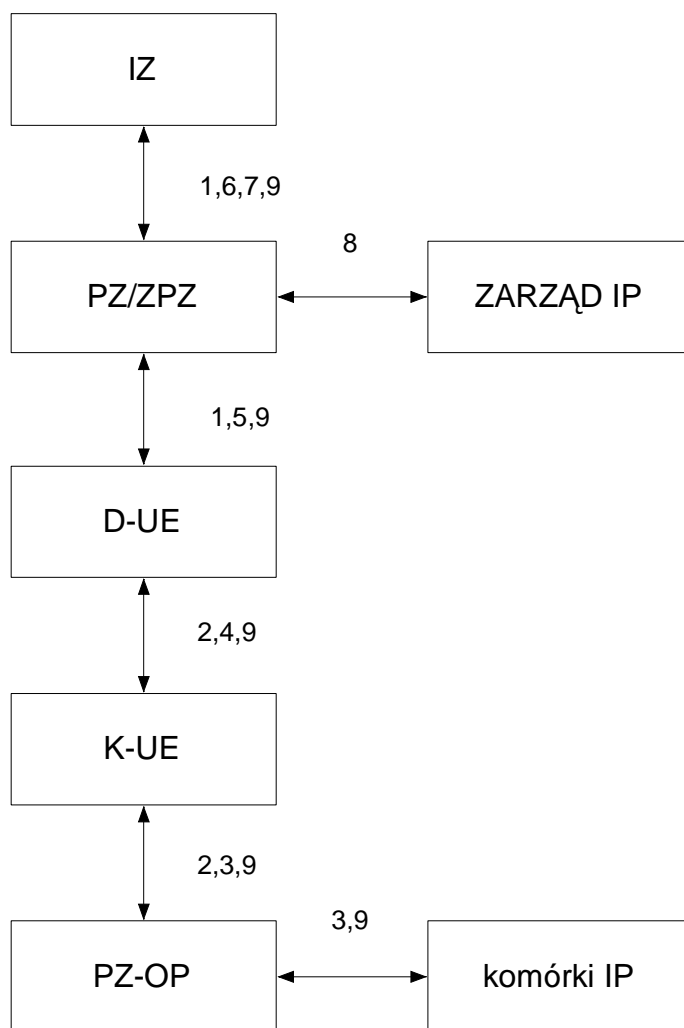 IZ
1,6,7,9
8
PZ/ZPZ
ZARZĄD IP
1,5,9
D-UE
2,4,9
K-UE
2,3,9
3,9
PZ-OP
komórki IP